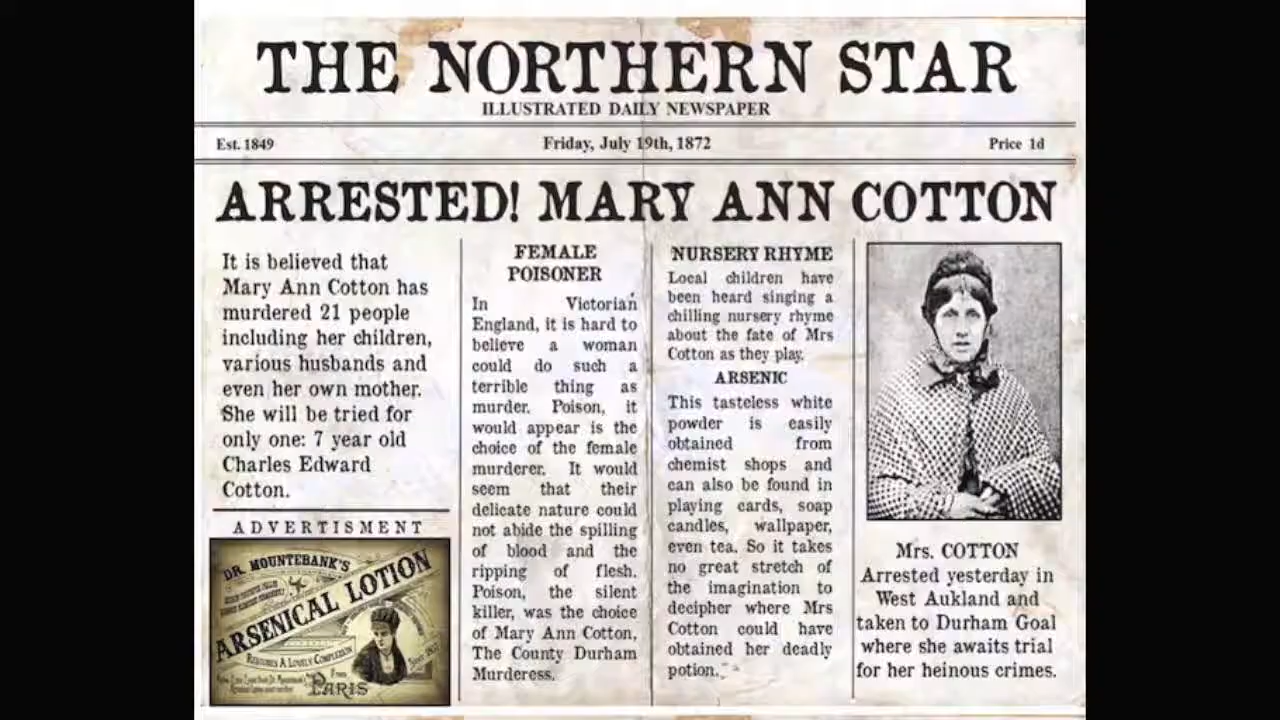 THE NORTHERN STAR
ILLUSTRATED DAILY NEWSPAPER
Est. 1849
Friday, July 19th, 1872
Price 1d
ARRESTED! MARY ANN COTTON
It is believed that
Mary Ann Cotton has
murdered 21 people
including her children,
various husbands and
even her own mother.
She will be tried for
only one: 7 year old
Charles Edward
Cotton.
ADVERTISMENT
DR. MOUNTEBANK'S
ARSENICAL LOTION
RESTORES A LOVELY COMPLEXION
From
PARIS
FEMALE
POISONER
In Victorian
England, it is hard to
believe a woman
could do such a
terrible thing as
murder. Poison, it
would appear is the
choice of the female
murderer. It would
seem that their
delicate nature could
not abide the spilling
of blood and the
ripping of flesh.
Poison, the silent
killer, was the choice
of Mary Ann Cotton,
The County Durham
Murderess.
NURSERY RHYME
Local children have
been heard singing a
chilling nursery rhyme
about the fate of Mrs
Cotton as they play.
ARSENIC
This tasteless white
powder is easily
obtained from
chemist shops and
can also be found in
playing cards, soap
candles, wallpaper,
even tea. So it takes
no great stretch of
the imagination to
decipher where Mrs
Cotton could have
obtained her deadly
potion.
Mrs. COTTON
Arrested yesterday in
West Aukland and
taken to Durham Goal
where she awaits trial
for her heinous crimes.